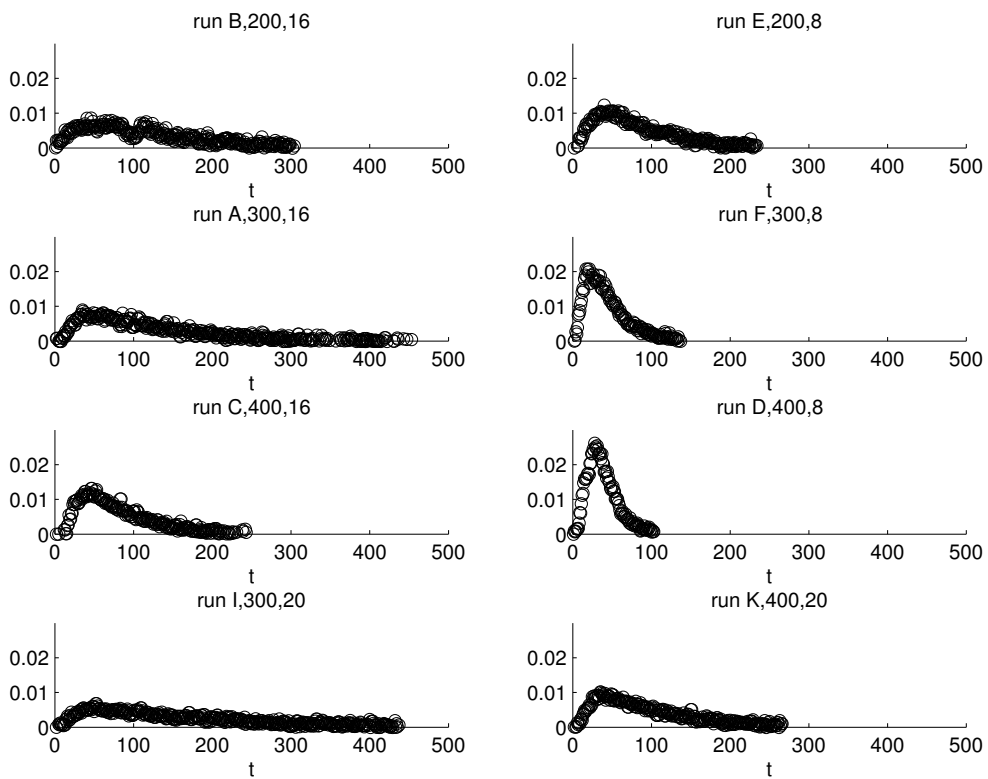 run B,200,16
0.02
0.01
0
0 100 200 300 400 500
t
run E,200,8
0.02
0.01
0
0 100 200 300 400 500
t
run A,300,16
0.02
0.01
0
0 100 200 300 400 500
t
run F,300,8
0.02
0.01
0
0 100 200 300 400 500
t
run C,400,16
0.02
0.01
0
0 100 200 300 400 500
t
run D,400,8
0.02
0.01
0
0 100 200 300 400 500
t
run I,300,20
0.02
0.01
0
0 100 200 300 400 500
t
run K,400,20
0.02
0.01
0
0 100 200 300 400 500
t